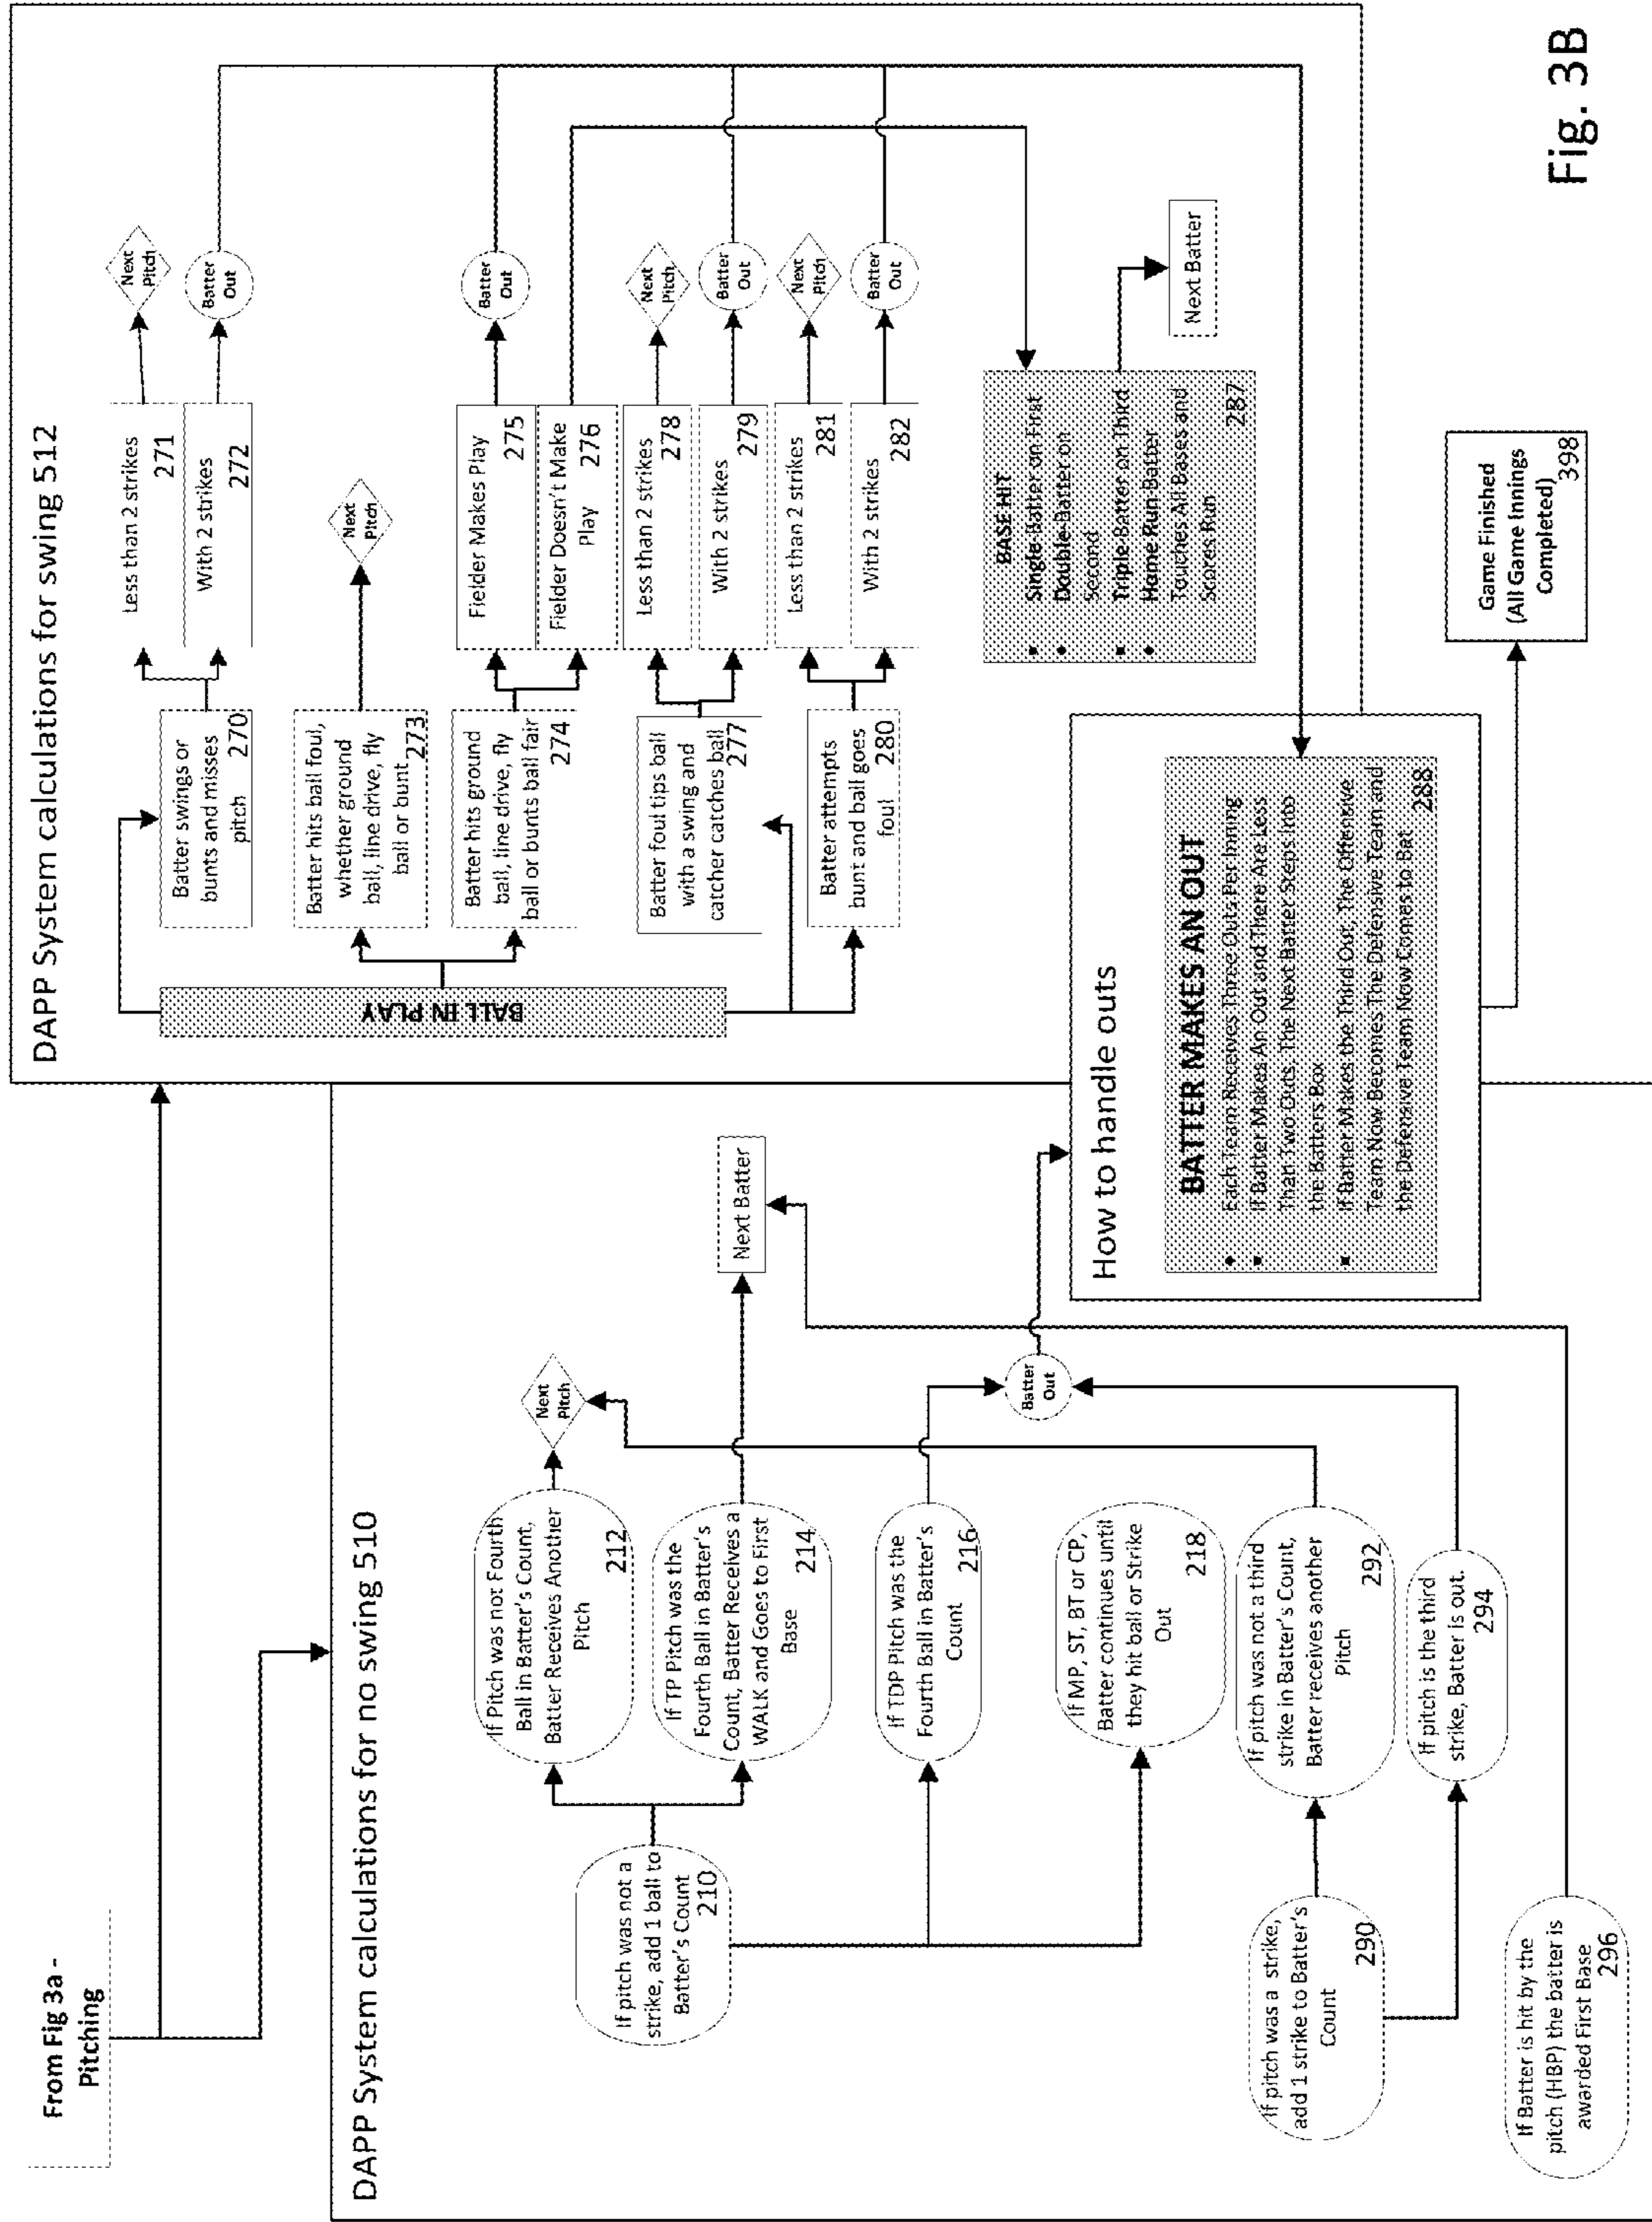 From Fig 3a -
Pitching
DAPP System calculations for no swing 510
If pitch was not a
strike, add 1 ball to
Batter's Count
210
If Pitch was not Fourth
Ball in Batter's Count,
Batter Receives Another
Pitch
212
Next
Pitch
If TP Pitch was the
Fourth Ball in Batter's
Count, Batter Receives a
WALK and Goes to First
Base
214
Next Batter
If TDP Pitch was the
Fourth Ball in Batter's
Count
216
Batter
Out
If MP, ST, BT or CP,
Batter continues until
they hit ball or Strike
Out
218
If pitch was a strike,
add 1 strike to Batter's
Count
290
If pitch was not a third
strike in Batter's Count,
Batter receives another
Pitch
292
If pitch is the third
strike, Batter is out.
294
If Batter is hit by the
pitch (HBP) the batter is
awarded First Base
296
DAPP System calculations for swing 512
BALL IN PLAY
Batter swings or
bunts and misses
pitch
270
Less than 2 strikes
271
Next
Pitch
With 2 strikes
272
Batter
Out
Batter hits ball foul,
whether ground
ball, line drive, fly
ball or bunt
273
Next
Pitch
Batter hits ground
ball, line drive, fly
ball or bunts ball fair
274
Fielder Makes Play
275
Batter
Out
Fielder Doesn't Make
Play
276
Batter foul tips ball
with a swing and
catcher catches ball
277
Less than 2 strikes
278
Next
Pitch
With 2 strikes
279
Batter
Out
Batter attempts
bunt and ball goes
foul
280
Less than 2 strikes
281
Next
Pitch
With 2 strikes
282
Batter
Out
BASE HIT
• Single-Batter on First
• Double-Batter on
Second
• Triple-Batter on Third
• Home Run-Batter
Touches All Bases and
Scores Run
287
Next Batter
How to handle outs
BATTER MAKES AN OUT
• Each Team Receives Three Outs Per Inning
• If Batter Makes An Out and There Are Less
Than Two Outs, The Next Batter Steps Into
the Batters Box
• If Batter Makes the Third Out, The Offensive
Team Now Becomes The Defensive Team and
the Defensive Team Now Comes to Bat
288
Game Finished
(All Game Innings
Completed)
398
Fig. 3B